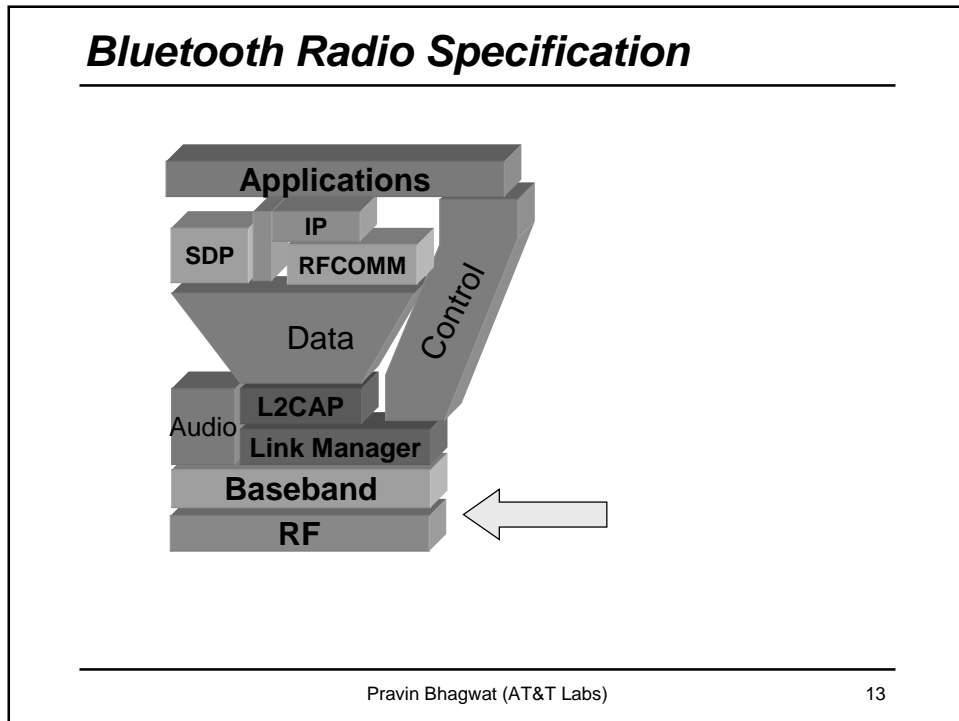 Bluetooth Radio Specification
Applications
IP
SDP
RFCOMM
Control
Data
L2CAP
Audio
Link Manager
Baseband
RF
Pravin Bhagwat (AT&T Labs)
13